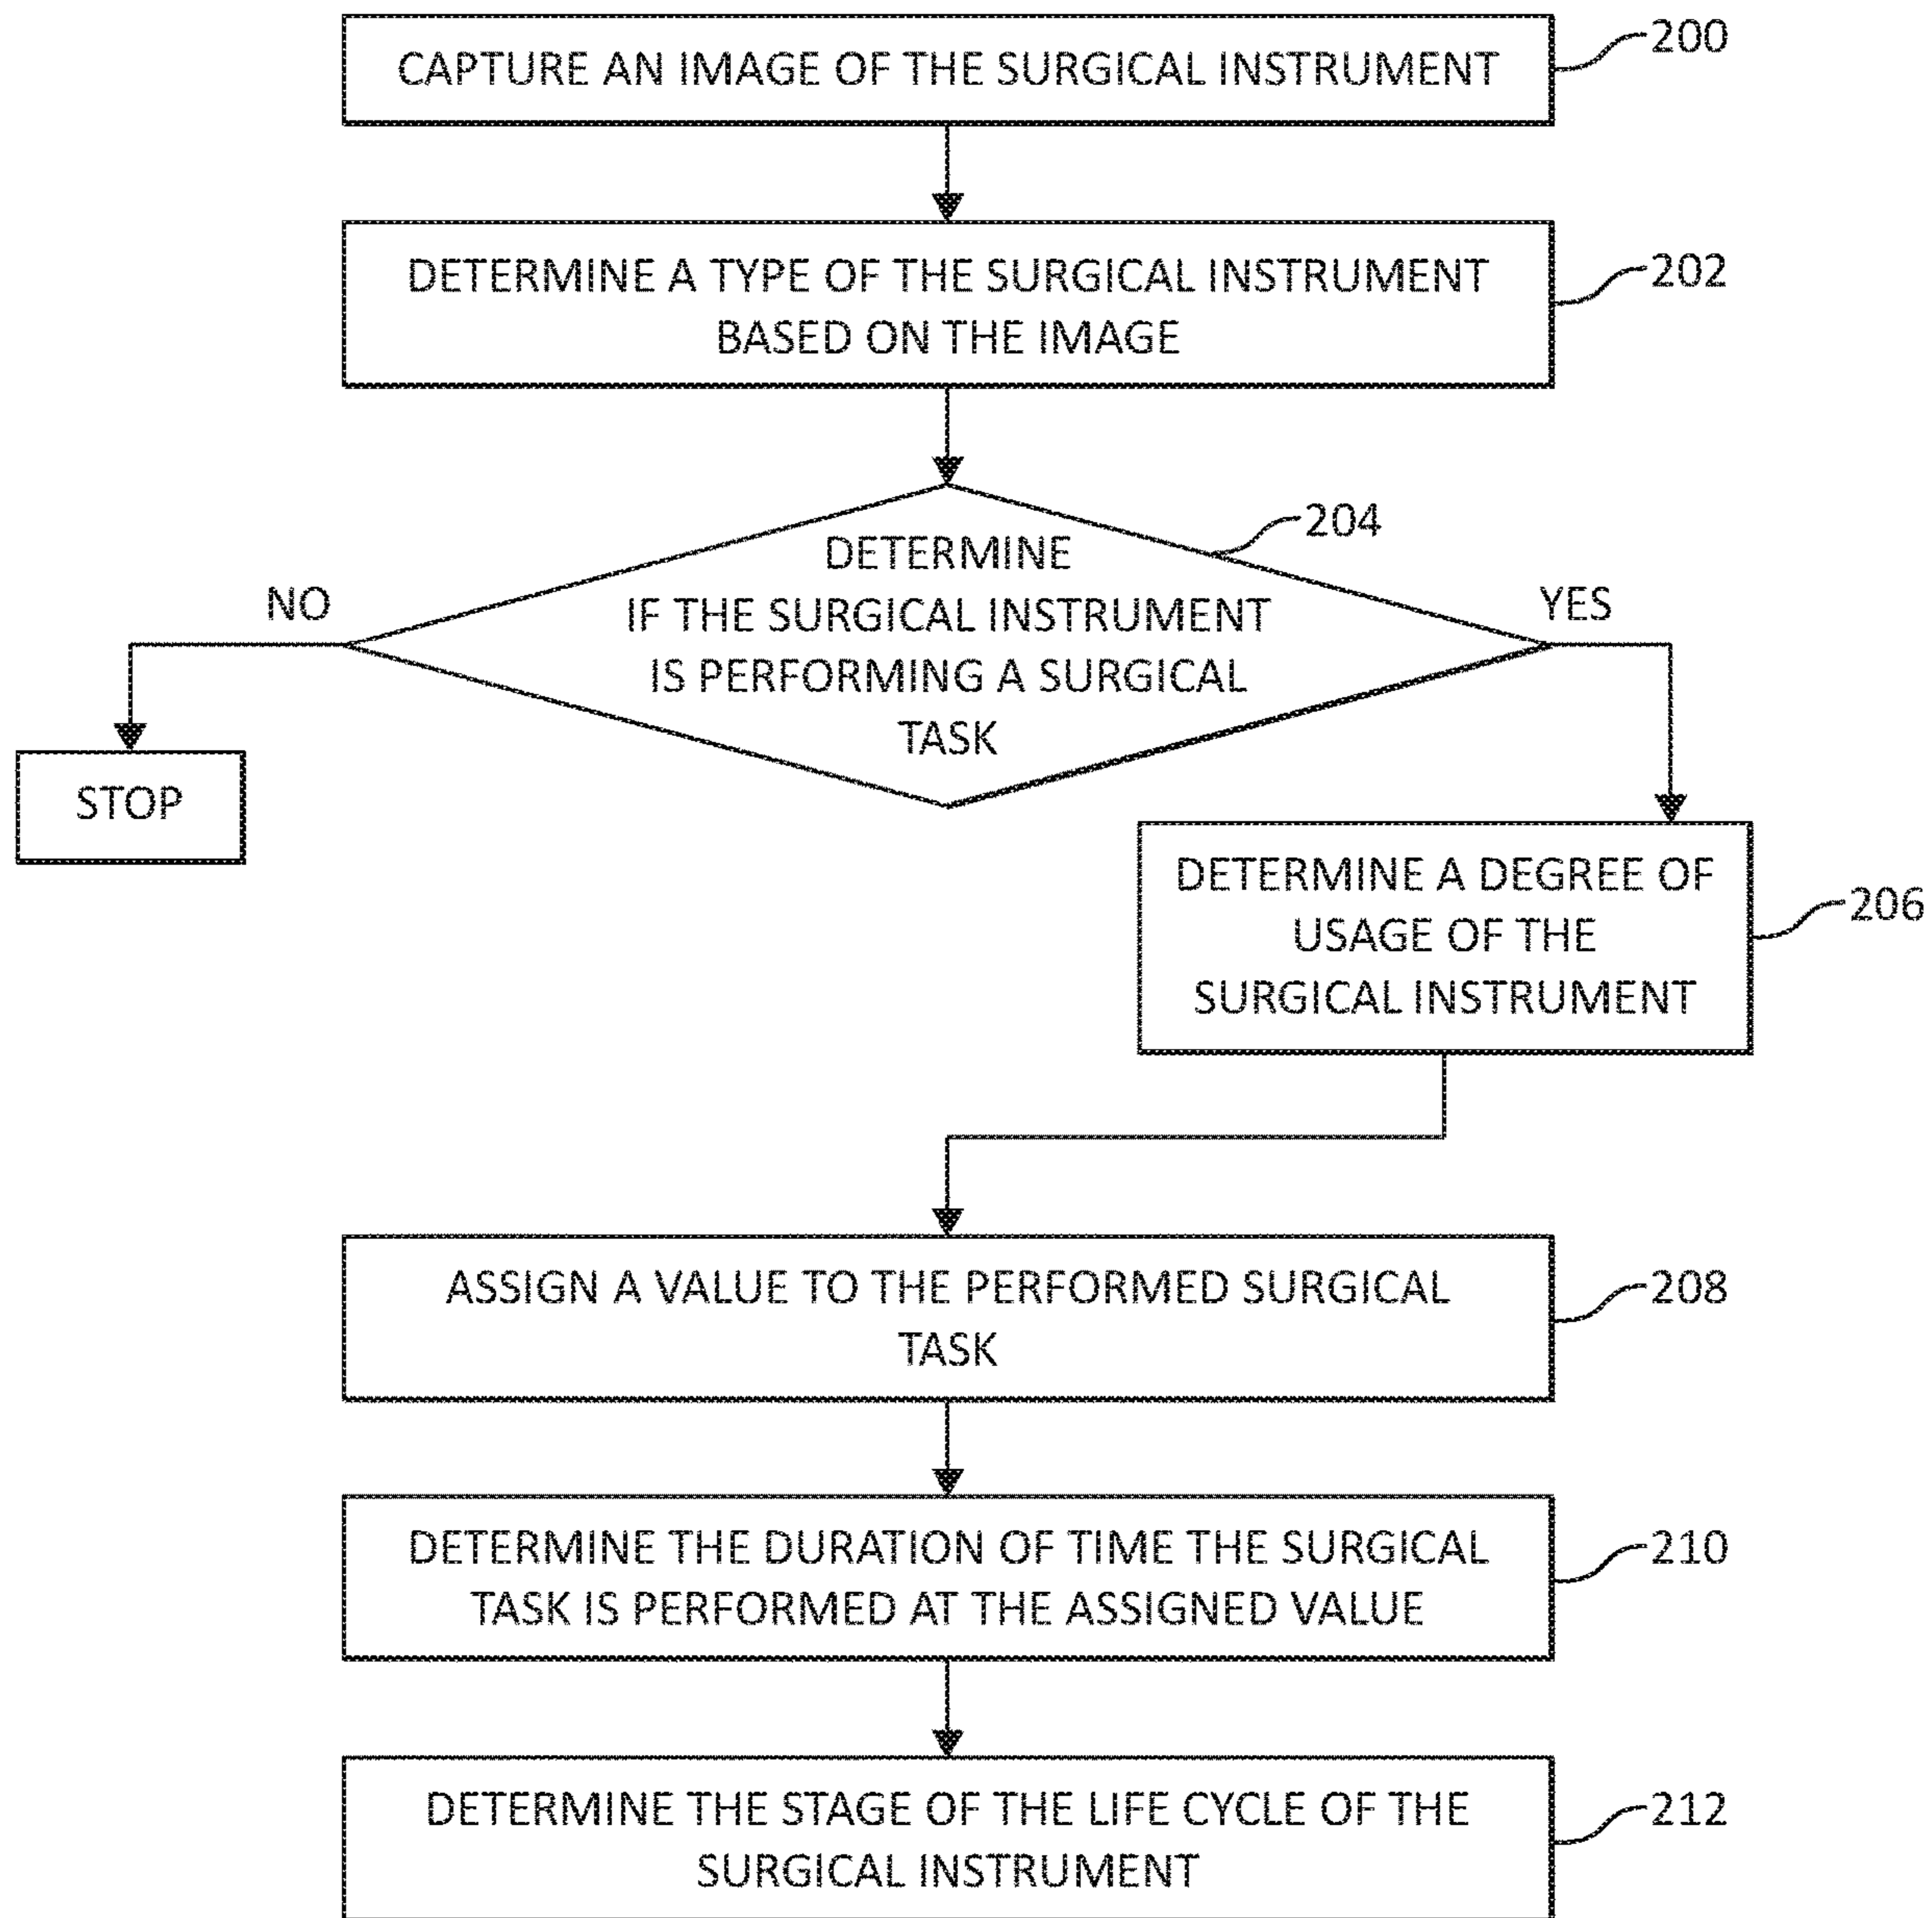 CAPTURE AN IMAGE OF THE SURGICAL INSTRUMENT
200
DETERMINE A TYPE OF THE SURGICAL INSTRUMENT
BASED ON THE IMAGE
202
204
DETERMINE
IF THE SURGICAL INSTRUMENT
IS PERFORMING A SURGICAL
TASK
NO
YES
STOP
DETERMINE A DEGREE OF
USAGE OF THE
SURGICAL INSTRUMENT
206
ASSIGN A VALUE TO THE PERFORMED SURGICAL
TASK
208
DETERMINE THE DURATION OF TIME THE SURGICAL
TASK IS PERFORMED AT THE ASSIGNED VALUE
210
DETERMINE THE STAGE OF THE LIFE CYCLE OF THE
SURGICAL INSTRUMENT
212